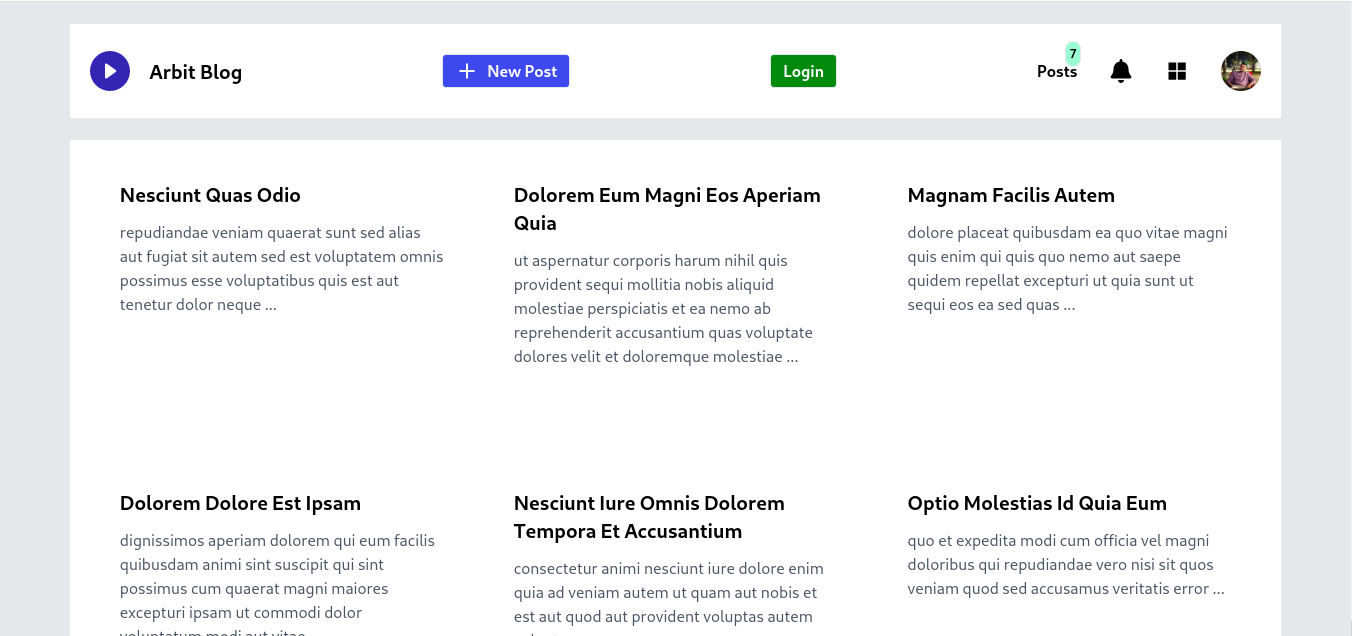 Arbit Blog
New Post
Login
Posts
7
Nesciunt Quas Odio
repudiandae veniam quaerat sunt sed alias
aut fugiat sit autem sed est voluptatem omnis
possimus esse voluptatibus quis est aut
tenetur dolor neque ...
Dolorem Eum Magni Eos Aperiam
Quia
ut aspernatur corporis harum nihil quis
provident sequi mollitia nobis aliquid
molestiae perspiciatis et ea nemo ab
reprehenderit accusantium quas voluptate
dolores velit et doloremque molestiae ...
Magnam Facilis Autem
dolore placeat quibusdam ea quo vitae magni
quis enim qui quis quo nemo aut saepe
quidem repellat excepturi ut quia sunt ut
sequi eos ea sed quas ...
Dolorem Dolore Est Ipsam
dignissimos aperiam dolorem qui eum facilis
quibusdam animi sint suscipit qui sint
possimus cum quaerat magni maiores
excepturi ipsam ut commodi dolor
voluptatum modi aut vitae
Nesciunt Iure Omnis Dolorem
Tempora Et Accusantium
consectetur animi nesciunt iure dolore enim
quia ad veniam autem ut quam aut nobis et
est aut quod aut provident voluptas autem
Optio Molestias Id Quia Eum
quo et expedita modi cum officia vel magni
doloribus qui repudiandae vero nisi sit quos
veniam quod sed accusamus veritatis error ...